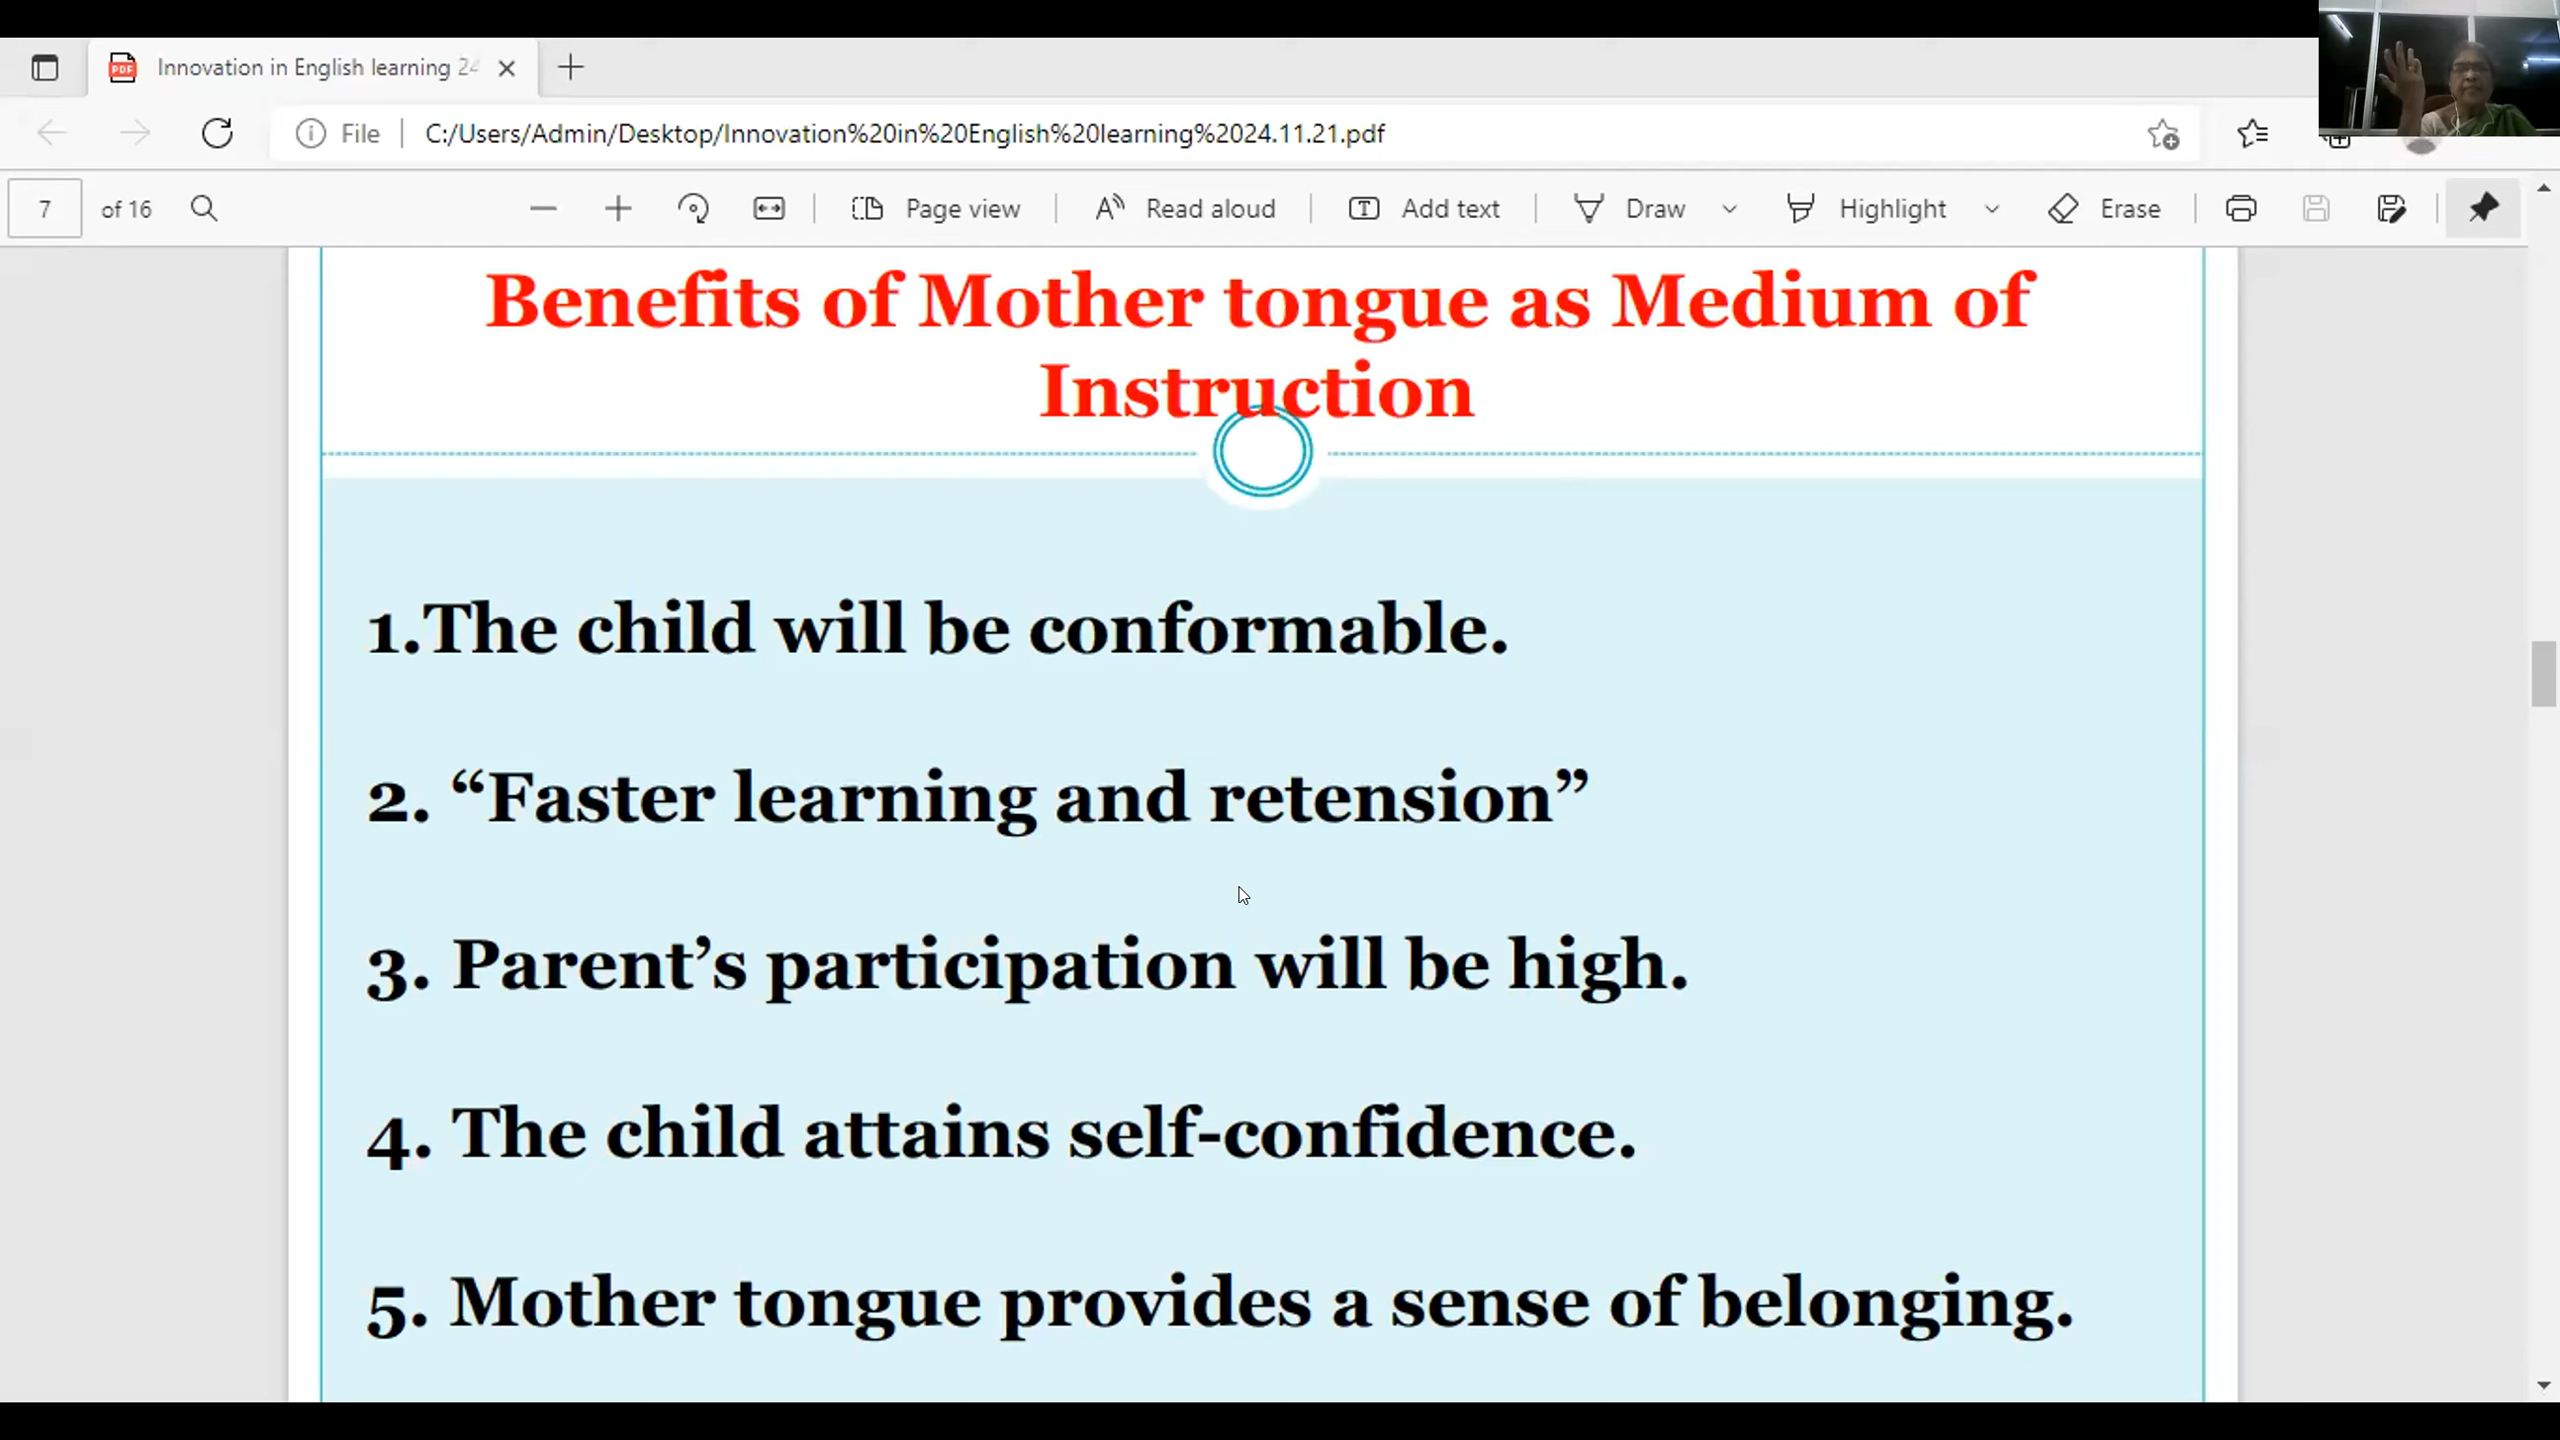 Innovation in English learning 24
File
C:/Users/Admin/Desktop/Innovation%20in%20English%20learning%2024.11.21.pdf
7 of 16
Page view
Read aloud
Add text
Draw
Highlight
Erase
Benefits of Mother tongue as Medium of
Instruction
1.The child will be conformable.
2. “Faster learning and retension”
3. Parent’s participation will be high.
4. The child attains self-confidence.
5. Mother tongue provides a sense of belonging.